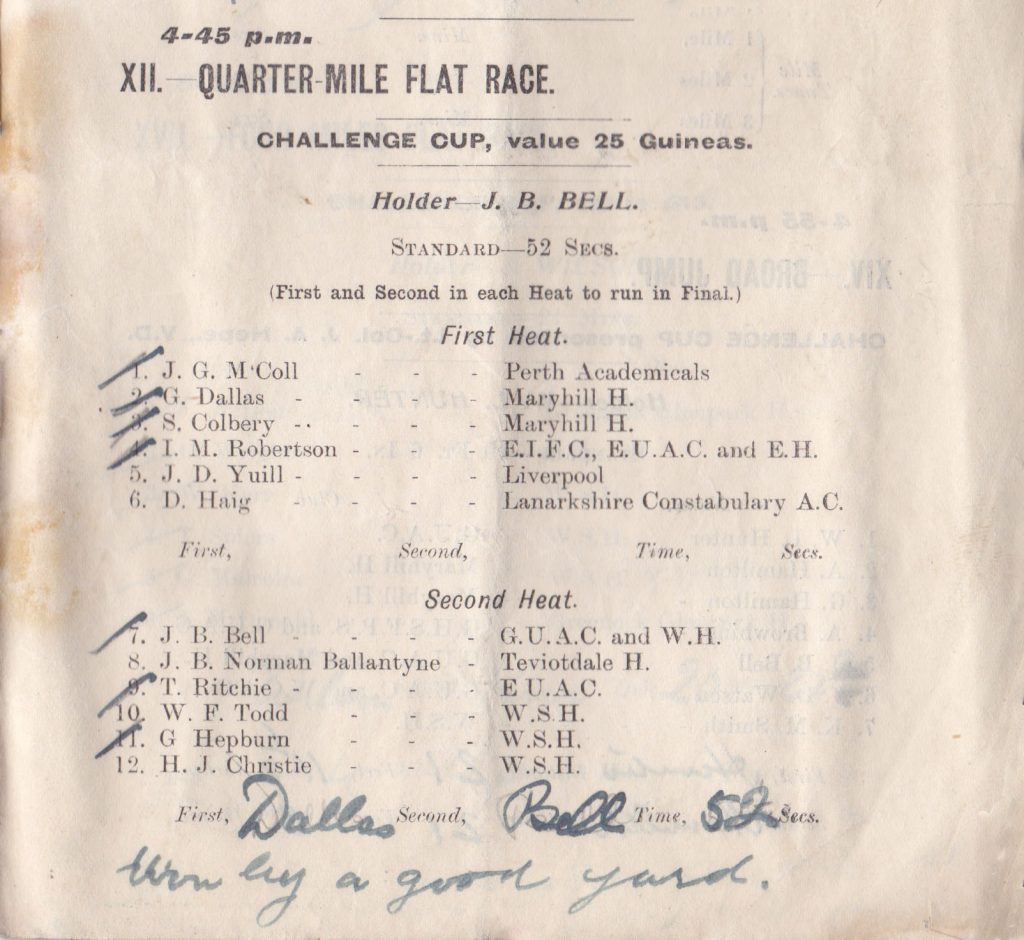 4-45 p.m.
XII.—QUARTER-MILE FLAT RACE.
CHALLENGE CUP, value 25 Guineas.
Holder—J. B. BELL.
STANDARD—52 SECS.
(First and Second in each Heat to run in Final.)
First Heat.
1. J. G. M'Coll - - - Perth Academicals
2. G. Dallas - - - - Maryhill H.
3. S. Colbery -. - - - Maryhill H.
4. I. M. Robertson - - - E.I.F.C., E.U.A.C. and E.H.
5. J. D. Yuill - - - - Liverpool
6. D. Haig - - - - Lanarkshire Constabulary A.C.
First, Second, Time, Secs.
Second Heat.
7. J. B. Bell - - - - G.U.A.C. and W.H.
8. J. B. Norman Ballantyne - Teviotdale H.
9. T. Ritchie - - - - E U.A.C.
10. W. F. Todd - - - W.S.H.
11. G Hepburn - - - W.S.H.
12. H. J. Christie - - - W.S.H.
First, Dallas Second, Bell Time, 52 Secs.
Won by a good yard.